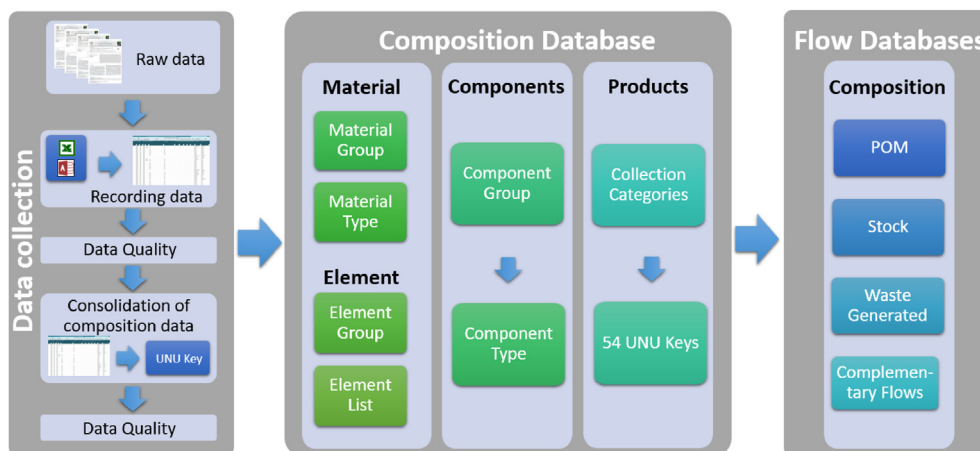 Data collection
Raw data
Recording data
Data Quality
Consolidation of
composition data
UNU Key
Data Quality
Composition Database
Material
Material
Group
Material
Type
Element
Element
Group
Element
List
Components
Component
Group
Component
Type
Products
Collection
Categories
54 UNU Keys
Flow Databases
Composition
POM
Stock
Waste
Generated
Complemen-
tary Flows